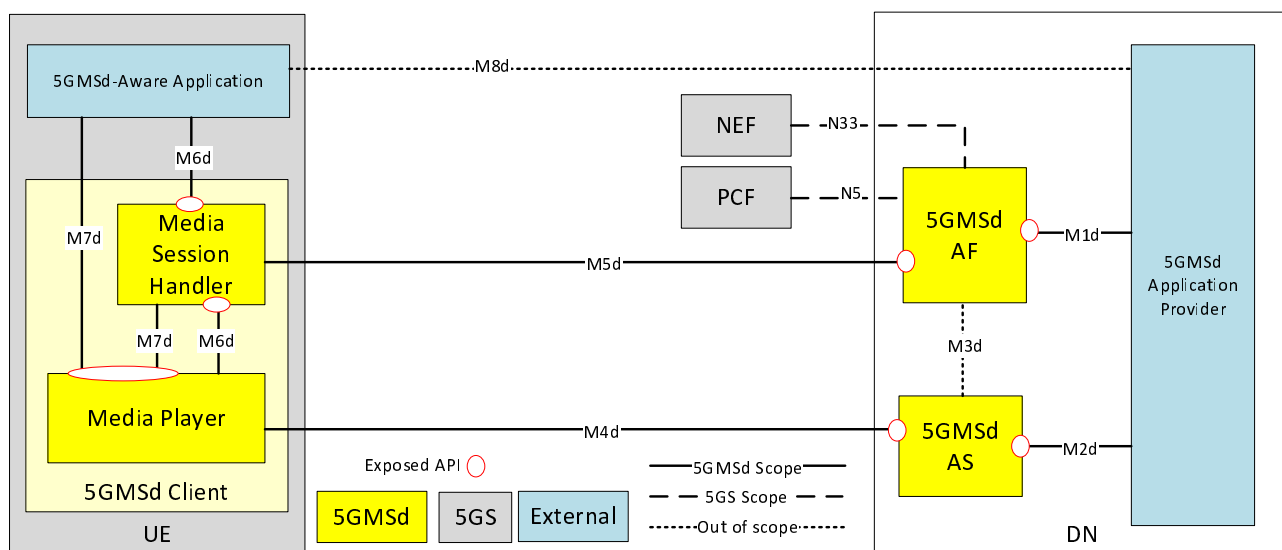 5GMSd-Aware Application
M8d
NEF
N33
M6d
PCF
N5
Media
Session
Handler
M7d
5GMSd
AF
M1d
M5d
5GMSd
Application
Provider
M7d
M6d
M3d
Media Player
M4d
5GMSd
AS
M2d
Exposed API
5GMSd Scope
5GMSd Client
5GS Scope
5GMSd
5GS
External
Out of scope
UE
DN